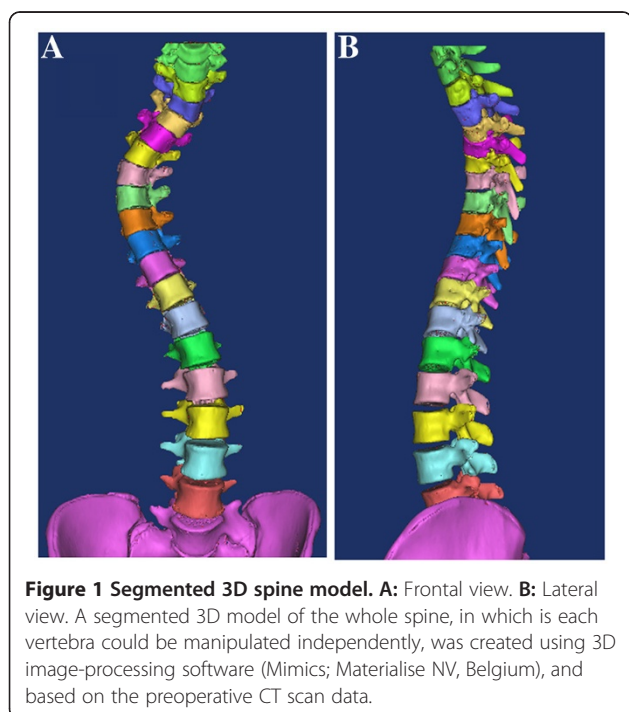 A B
Figure 1 Segmented 3D spine model. A: Frontal view. B: Lateral
view. A segmented 3D model of the whole spine, in which is each
vertebra could be manipulated independently, was created using 3D
image-processing software (Mimics; Materialise NV, Belgium), and
based on the preoperative CT scan data.